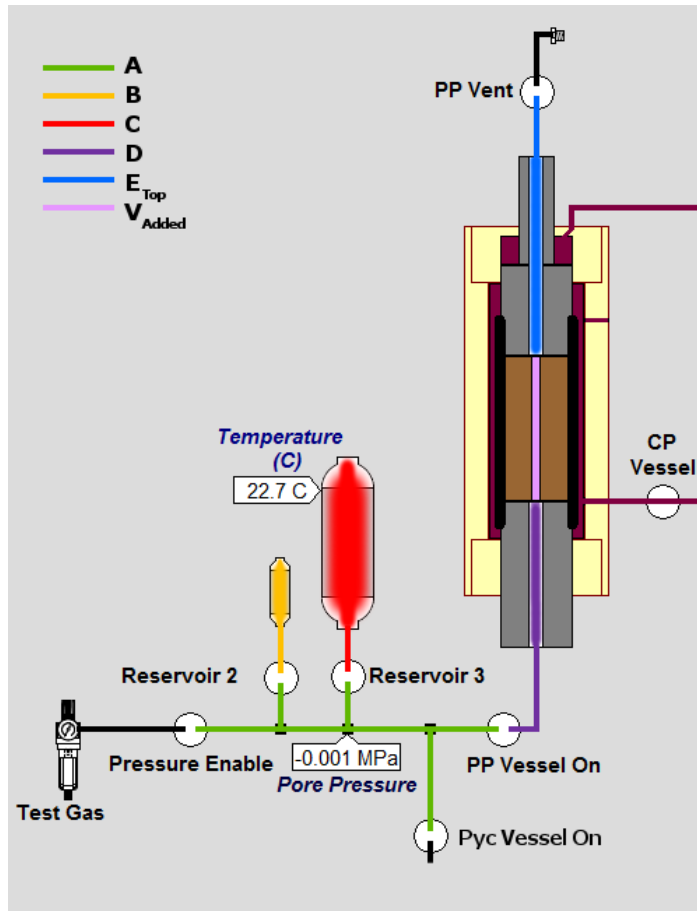 A
B
C
D
E Top
V Added
PP Vent
Temperature
(C)
22.7 C
CP
Vessel
Reservoir 2
Reservoir 3
Pressure Enable
-0.001 MPa
Pore Pressure
PP Vessel On
Test Gas
Pyc Vessel On